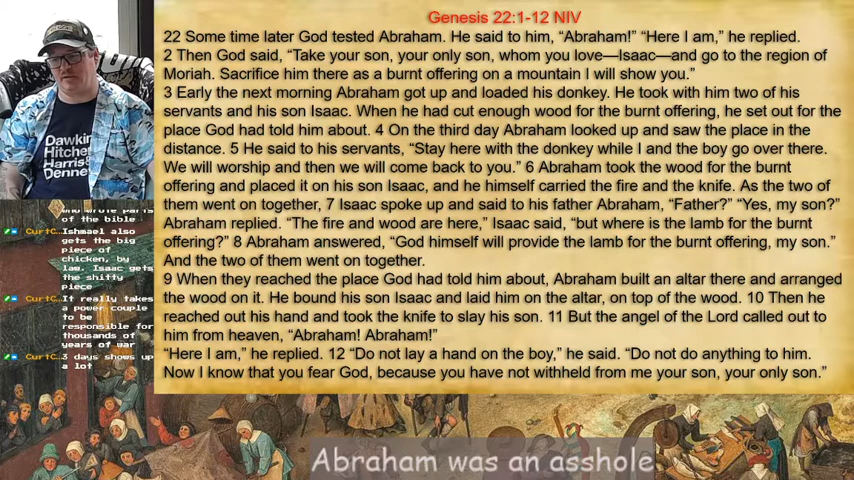 Genesis 22:1-12 NIV
22 Some time later God tested Abraham. He said to him, “Abraham!” “Here I am,” he replied.
2 Then God said, “Take your son, your only son, whom you love—Isaac—and go to the region of
Moriah. Sacrifice him there as a burnt offering on a mountain I will show you.”
3 Early the next morning Abraham got up and loaded his donkey. He took with him two of his
servants and his son Isaac. When he had cut enough wood for the burnt offering, he set out for the
place God had told him about. 4 On the third day Abraham looked up and saw the place in the
distance. 5 He said to his servants, “Stay here with the donkey while I and the boy go over there.
We will worship and then we will come back to you.” 6 Abraham took the wood for the burnt
offering and placed it on his son Isaac, and he himself carried the fire and the knife. As the two of
them went on together, 7 Isaac spoke up and said to his father Abraham, “Father?” “Yes, my son?”
Abraham replied. “The fire and wood are here,” Isaac said, “but where is the lamb for the burnt
offering?” 8 Abraham answered, “God himself will provide the lamb for the burnt offering, my son.”
And the two of them went on together.
9 When they reached the place God had told him about, Abraham built an altar there and arranged
the wood on it. He bound his son Isaac and laid him on the altar, on top of the wood. 10 Then he
reached out his hand and took the knife to slay his son. 11 But the angel of the Lord called out to
him from heaven, “Abraham! Abraham!”
“Here I am,” he replied. 12 “Do not lay a hand on the boy,” he said. “Do not do anything to him.
Now I know that you fear God, because you have not withheld from me your son, your only son.”
Dawkin
Hitche
Harris
Denne
who wrote parts
of the bible
CurtC… Ishmael also
gets the big
piece of
chicken, by
law. Isaac gets
the shitty
piece
CurtC… It really takes
a power couple
to be
responsible for
thousands of
years of war
CurtC… 3 days shows up
a lot
Abraham was an asshole